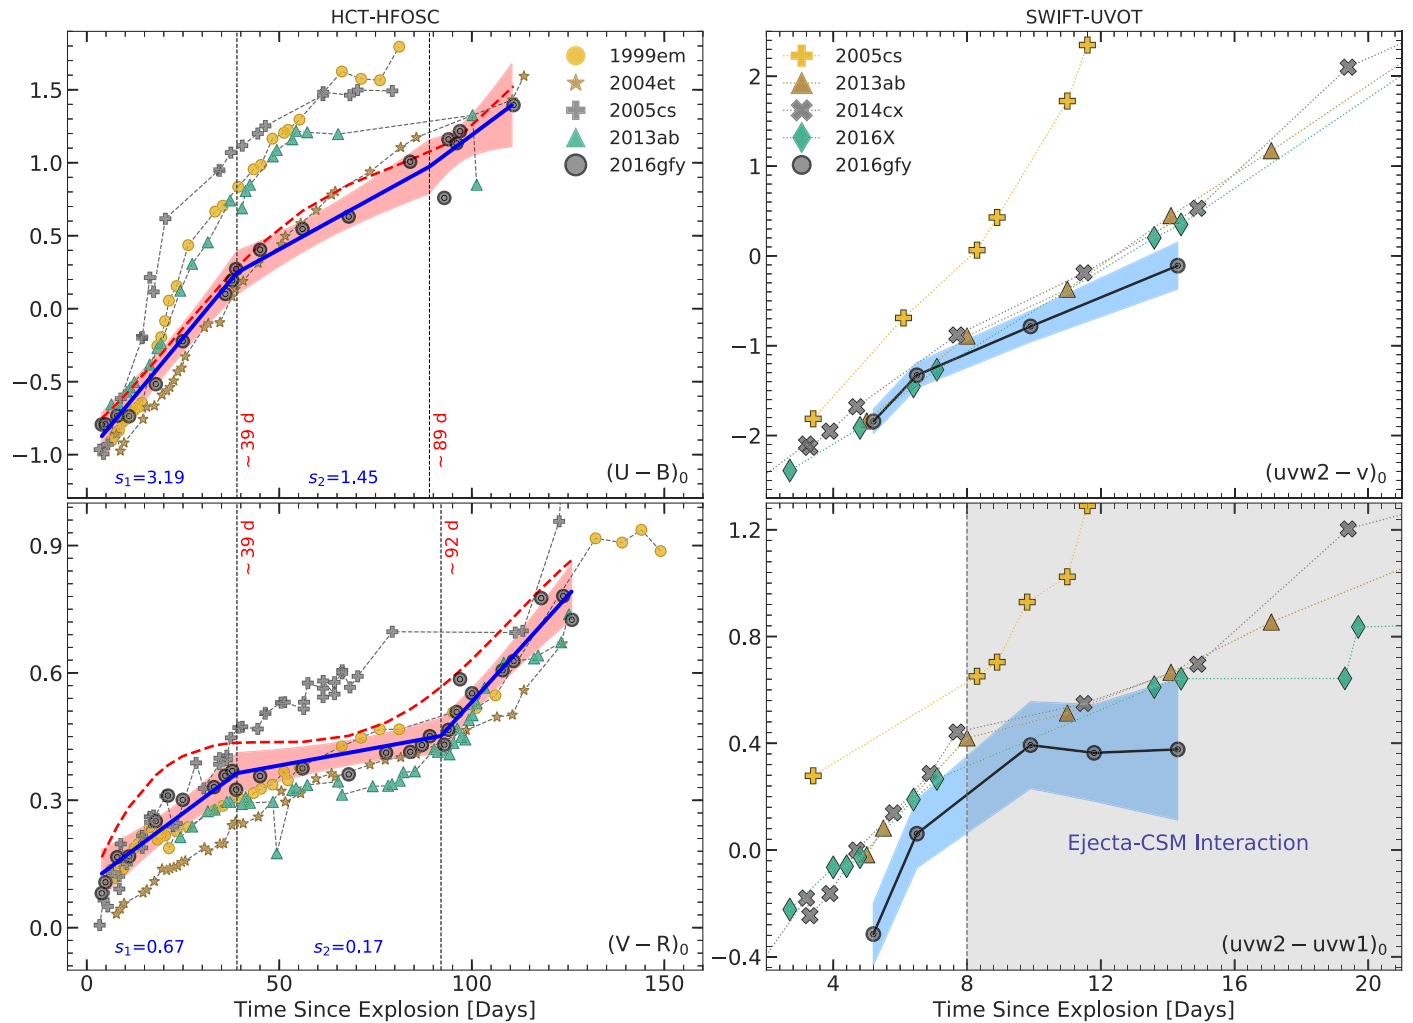 HCT-HFOSC
SWIFT-UVOT
1999em
2004et
2005cs
2013ab
2016gfy
2005cs
2013ab
2014cx
2016X
2016gfy
1.5
1.0
0.5
0.0
−0.5
−1.0
2
1
0
−1
−2
~ 39 d
~ 89 d
s₁=3.19
s₂=1.45
(U − B)₀
(uvw2 − v)₀
0.9
0.6
0.3
0.0
1.2
0.8
0.4
0.0
−0.4
~ 39 d
~ 92 d
Ejecta-CSM Interaction
s₁=0.67
s₂=0.17
(V − R)₀
(uvw2 − uvw1)₀
0 50 100 150
4 8 12 16 20
Time Since Explosion [Days]
Time Since Explosion [Days]